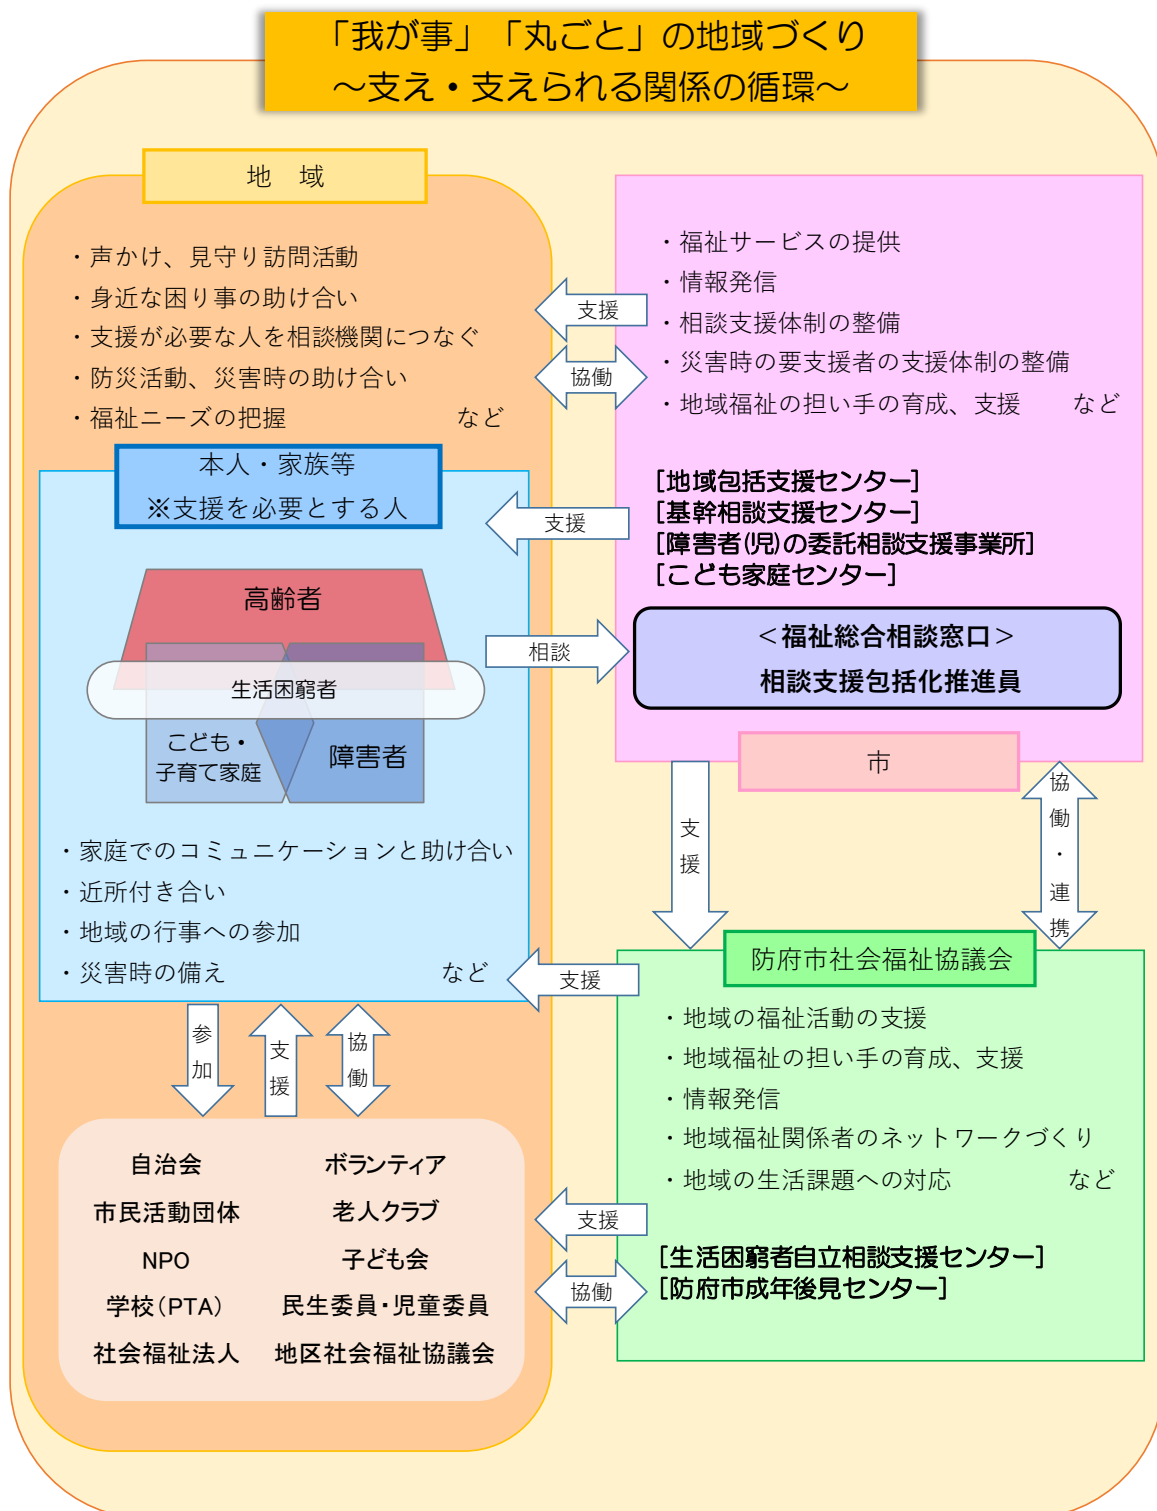 「我が事」「丸ごと」の地域づくり
～支え・支えられる関係の循環～
地　域
・声かけ、見守り訪問活動
・身近な困り事の助け合い
・支援が必要な人を相談機関につなぐ
・防災活動、災害時の助け合い
・福祉ニーズの把握　　　　　　　など
支援
協働
・福祉サービスの提供
・情報発信
・相談支援体制の整備
・災害時の要支援者の支援体制の整備
・地域福祉の担い手の育成、支援　　など
[地域包括支援センター]
[基幹相談支援センター]
[障害者(児)の委託相談支援事業所]
[こども家庭センター]
＜福祉総合相談窓口＞
相談支援包括化推進員
市
本人・家族等
※支援を必要とする人
支援
相談
高齢者
生活困窮者
こども・
子育て家庭
障害者
・家庭でのコミュニケーションと助け合い
・近所付き合い
・地域の行事への参加
・災害時の備え　　　　　　　　　など
支援
協働・連携
防府市社会福祉協議会
支援
・地域の福祉活動の支援
・地域福祉の担い手の育成、支援
・情報発信
・地域福祉関係者のネットワークづくり
・地域の生活課題への対応　　　　　など
[生活困窮者自立相談支援センター]
[防府市成年後見センター]
参加
支援
協働
支援
協働
自治会　ボランティア
市民活動団体　老人クラブ
NPO　子ども会
学校（PTA）　民生委員・児童委員
社会福祉法人　地区社会福祉協議会